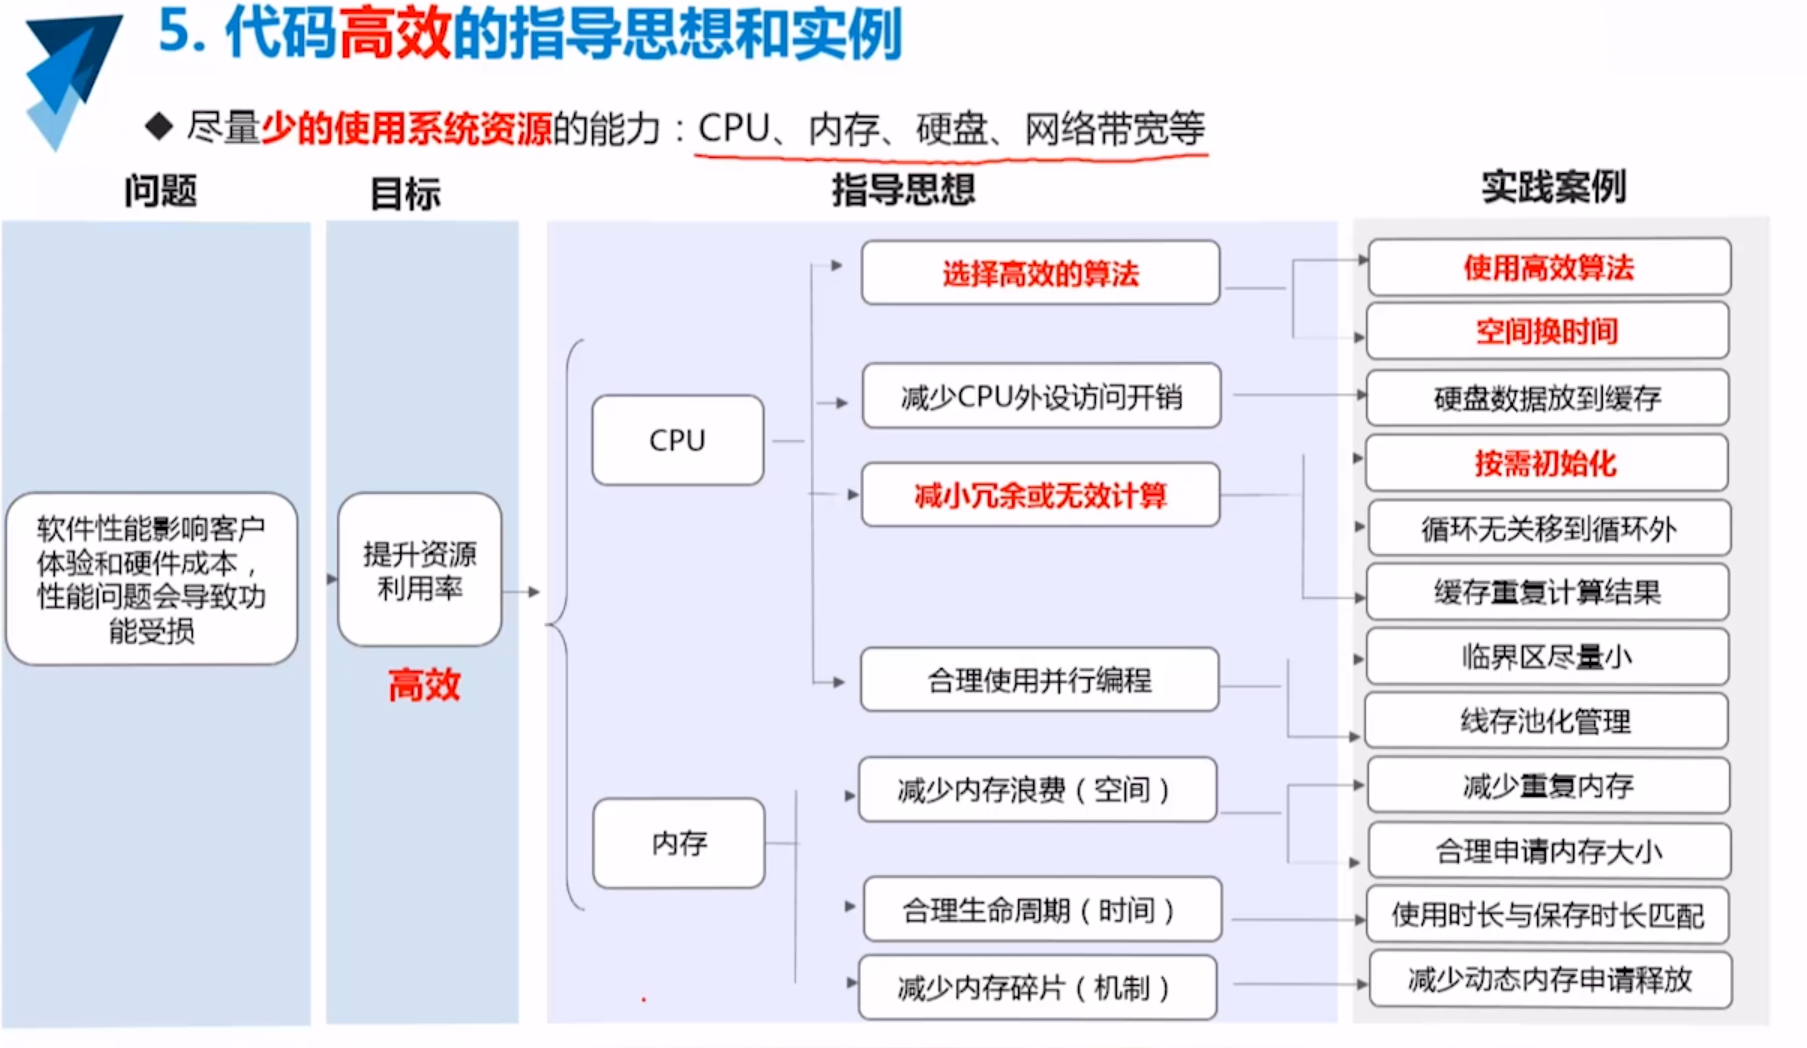 5. 代码高效的指导思想和实例
◆ 尽量少的使用系统资源的能力：CPU、内存、硬盘、网络带宽等
问题
目标
指导思想
实践案例
软件性能影响客户
体验和硬件成本，
性能问题会导致功
能受损
提升资源
利用率
高效
CPU
内存
选择高效的算法
减少CPU外设访问开销
减小冗余或无效计算
合理使用并行编程
减少内存浪费（空间）
合理生命周期（时间）
减少内存碎片（机制）
使用高效算法
空间换时间
硬盘数据放到缓存
按需初始化
循环无关移到循环外
缓存重复计算结果
临界区尽量小
线存池化管理
减少重复内存
合理申请内存大小
使用时长与保存时长匹配
减少动态内存申请释放